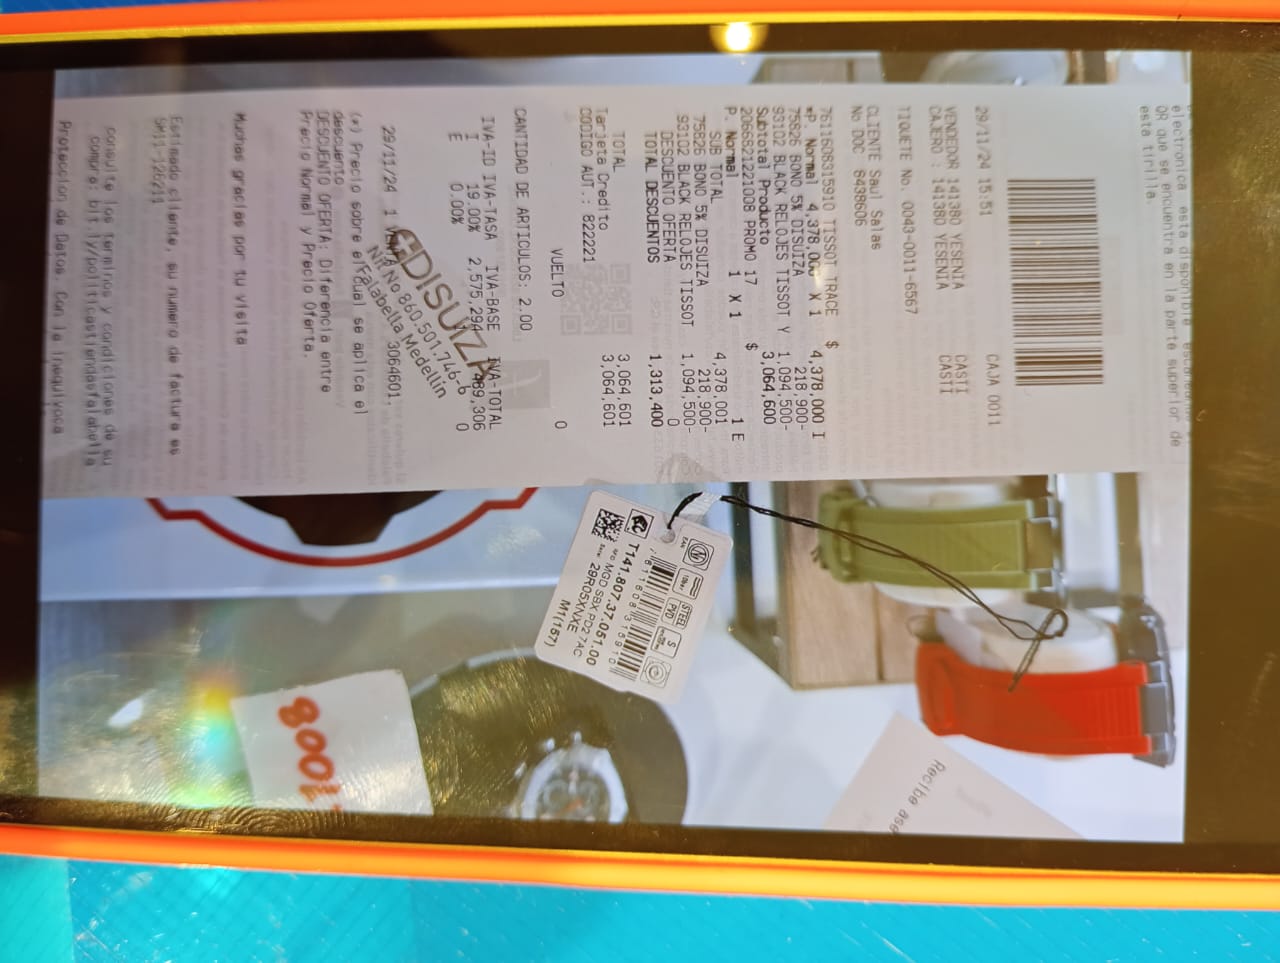 electronica esta disponible
QR que se encuentra en la parte superior de
esta tirilla.
CAJA 0011
29/11/24 15:51
VENDEDOR 141380 YESENIA CASTI
CAJERO : 141380 YESENIA CASTI
TIQUETE No. 0043-0011-6567
CLIENTE Saul Salas
No DOC 8438606
7611608315910 TISSOT TRACE $ 4,378,000 I
P. Normal 4,378,000 X 1
75826 BONO 5% DISUIZA 218,900-
93102 BLACK RELOJES TISSOT Y 1,094,500-
Subtotal Producto 3,064,600
2066821221008 PROMO 17 $ 1 E
P. Normal 1 X 1
SUB TOTAL 4,378,001
75826 BONO 5% DISUIZA 218,900-
93102 BLACK RELOJES TISSOT 1,094,500-
DESCUENTO OFERTA 0
TOTAL DESCUENTOS 1,313,400
TOTAL 3,064,601
Tarjeta Credito 3,064,601
CODIGO AUT.: 822221
VUELTO 0
CANTIDAD DE ARTICULOS: 2.00
IVA-ID IVA-TASA IVA-BASE IVA-TOTAL
I 19.00% 2,575,294 489,306
E 0.00% 0
DISUIZA
Nit No 860.501.746-6
Falabella Medellín
29/11/24 1 3064601,
(*) Precio sobre el cual se aplica el
descuento
DESCUENTO OFERTA: Diferencia entre
Precio Normal y Precio Oferta.
Muchas gracias por tu visita
Estimado cliente, su numero de factura es
consulte los terminos y condiciones de su
compra: bit.ly/politicastiendasfalabella
Proteccion de Datos. Con la inequivoca
EAN
STEEL
PVD
S
7611608315910
T141.807.37.051.00
MGD SBX PD2 7AC
29R05XNXE
M1(157)
Recibe ase